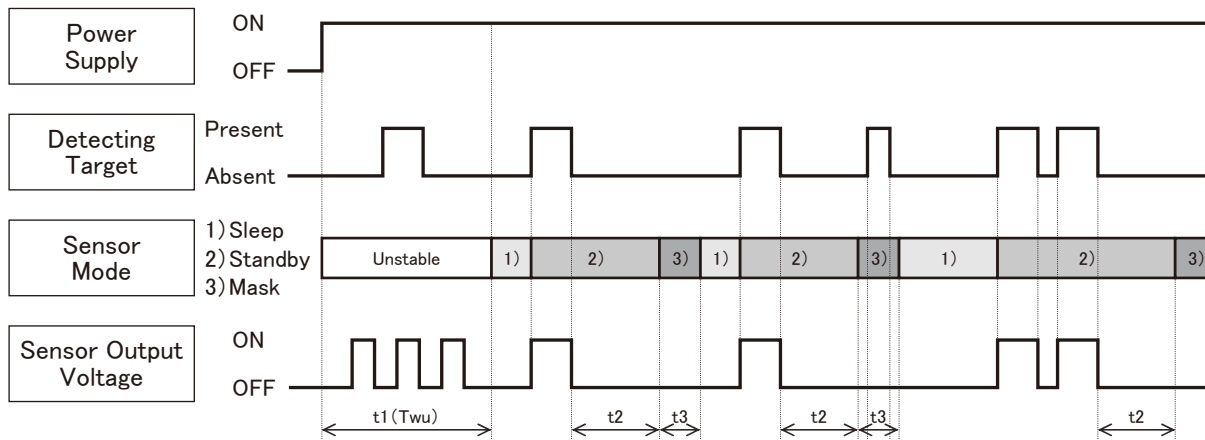 Power
Supply
ON
OFF
Detecting
Target
Present
Absent
Sensor
Mode
1)Sleep
2)Standby
3)Mask
Unstable 1) 2) 3) 1) 2) 3) 1) 2) 3)
Sensor Output
Voltage
ON
OFF
t1(Twu) t2 t3 t2 t3 t2